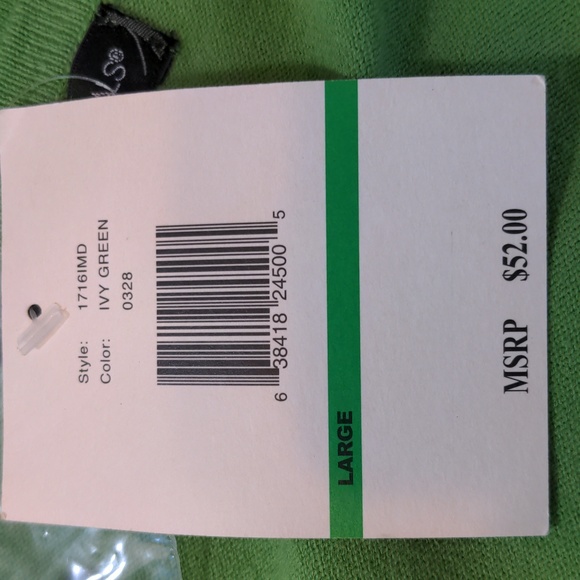 Style: 1716IMD
Color: IVY GREEN
0328
6 38418 24500 5
LARGE
MSRP $52.00